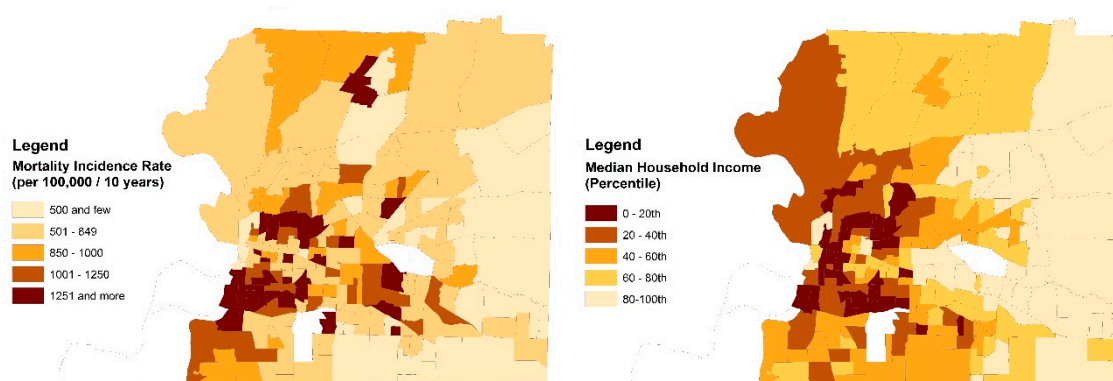 Legend
Mortality Incidence Rate
(per 100,000 / 10 years)
500 and few
501 - 849
850 - 1000
1001 - 1250
1251 and more
Legend
Median Household Income
(Percentile)
0 - 20th
20 - 40th
40 - 60th
60 - 80th
80-100th